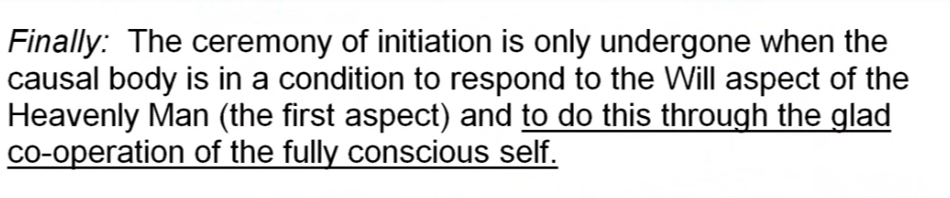 Finally:  The ceremony of initiation is only undergone when the
causal body is in a condition to respond to the Will aspect of the
Heavenly Man (the first aspect) and to do this through the glad
co-operation of the fully conscious self.